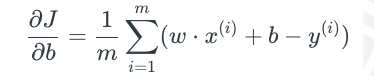 ∂J/∂b = 1/m ∑_{i=1}^{m} (w · x^{(i)} + b − y^{(i)})